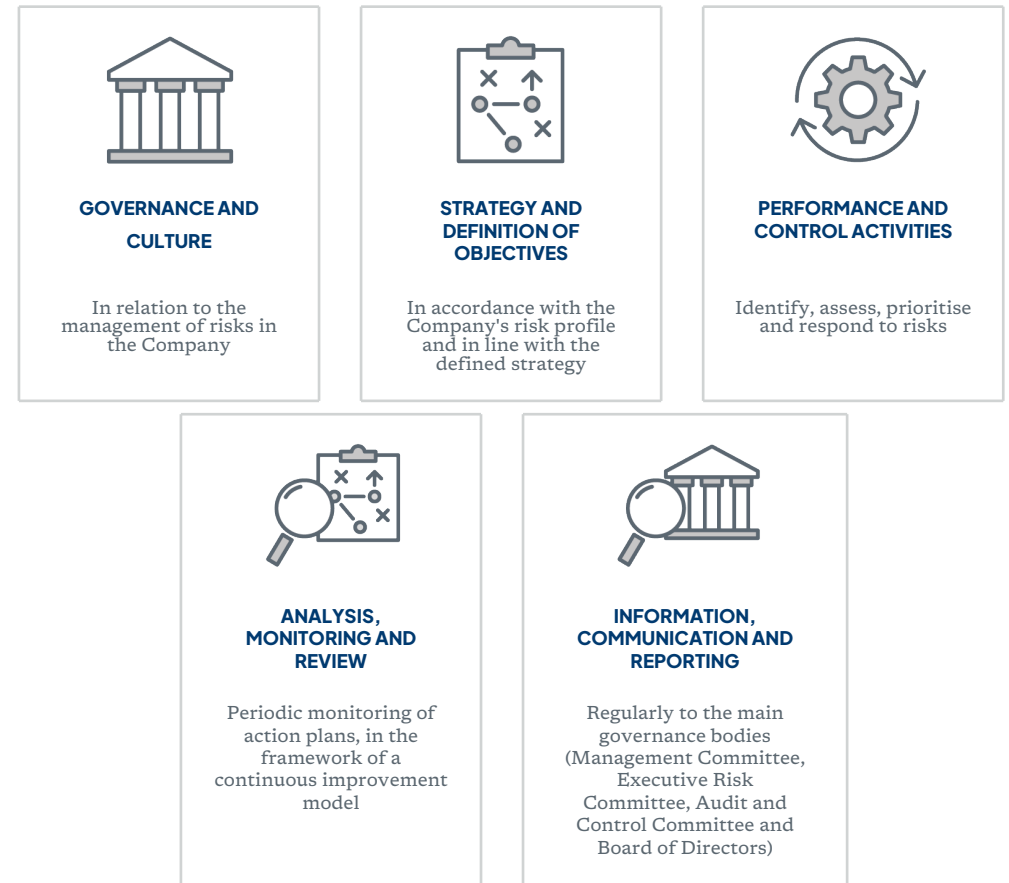 GOVERNANCE AND
CULTURE
In relation to the
management of risks in
the Company
STRATEGY AND
DEFINITION OF
OBJECTIVES
In accordance with the
Company's risk profile
and in line with the
defined strategy
PERFORMANCE AND
CONTROL ACTIVITIES
Identify, assess, prioritise
and respond to risks
ANALYSIS,
MONITORING AND
REVIEW
Periodic monitoring of
action plans, in the
framework of a
continuous improvement
model
INFORMATION,
COMMUNICATION AND
REPORTING
Regularly to the main
governance bodies
(Management Committee,
Executive Risk
Committee, Audit and
Control Committee and
Board of Directors)